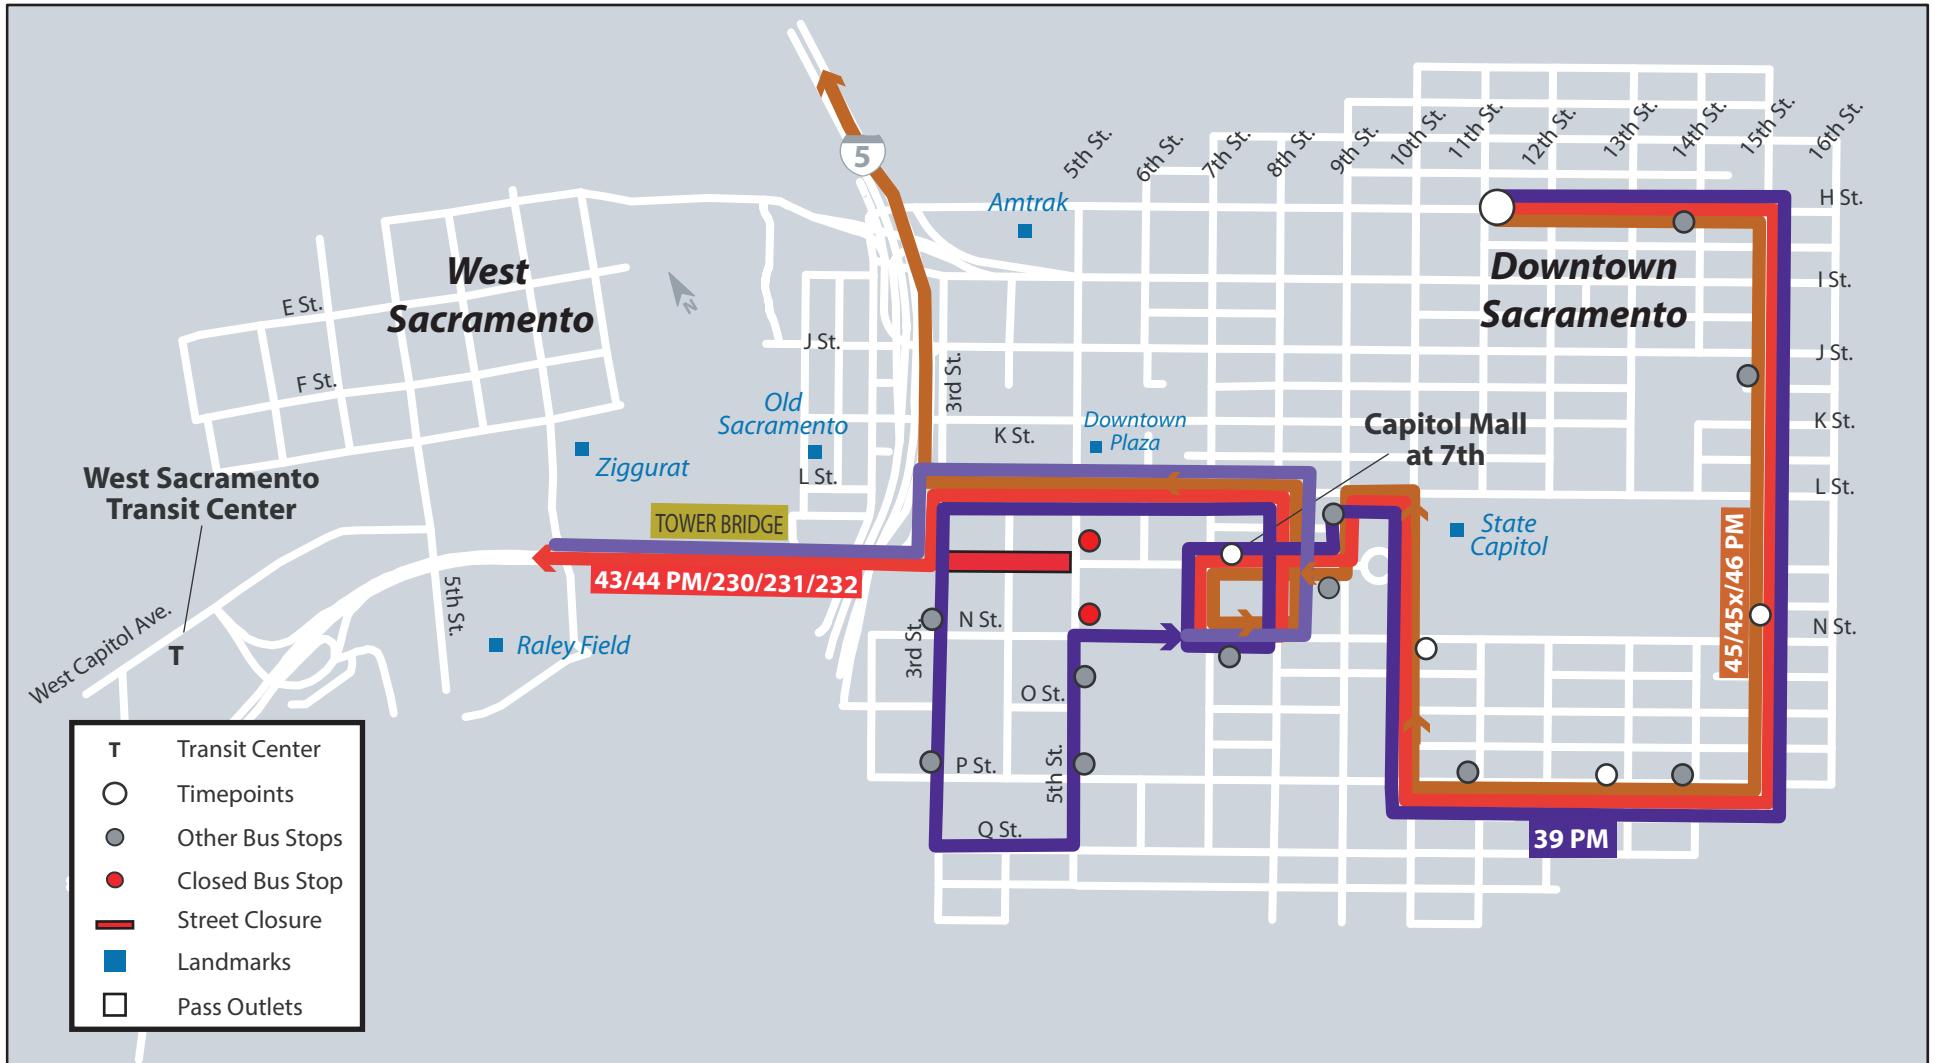 5th St.
6th St.
7th St.
8th St.
9th St.
10th St.
11th St.
12th St.
13th St.
14th St.
15th St.
16th St.
5
Amtrak
H St.
West
Sacramento
Downtown
Sacramento
I St.
E St.
N
J St.
J St.
F St.
3rd St.
Old
Sacramento
K St.
Downtown
Plaza
Capitol Mall
at 7th
K St.
Ziggurat
L St.
L St.
West Sacramento
Transit Center
TOWER BRIDGE
State
Capitol
43/44 PM/230/231/232
45/45x/46 PM
5th St.
West Capitol Ave.
T
Raley Field
3rd St.
N St.
N St.
O St.
P St.
5th St.
Q St.
39 PM
T Transit Center
Timepoints
Other Bus Stops
Closed Bus Stop
Street Closure
Landmarks
Pass Outlets